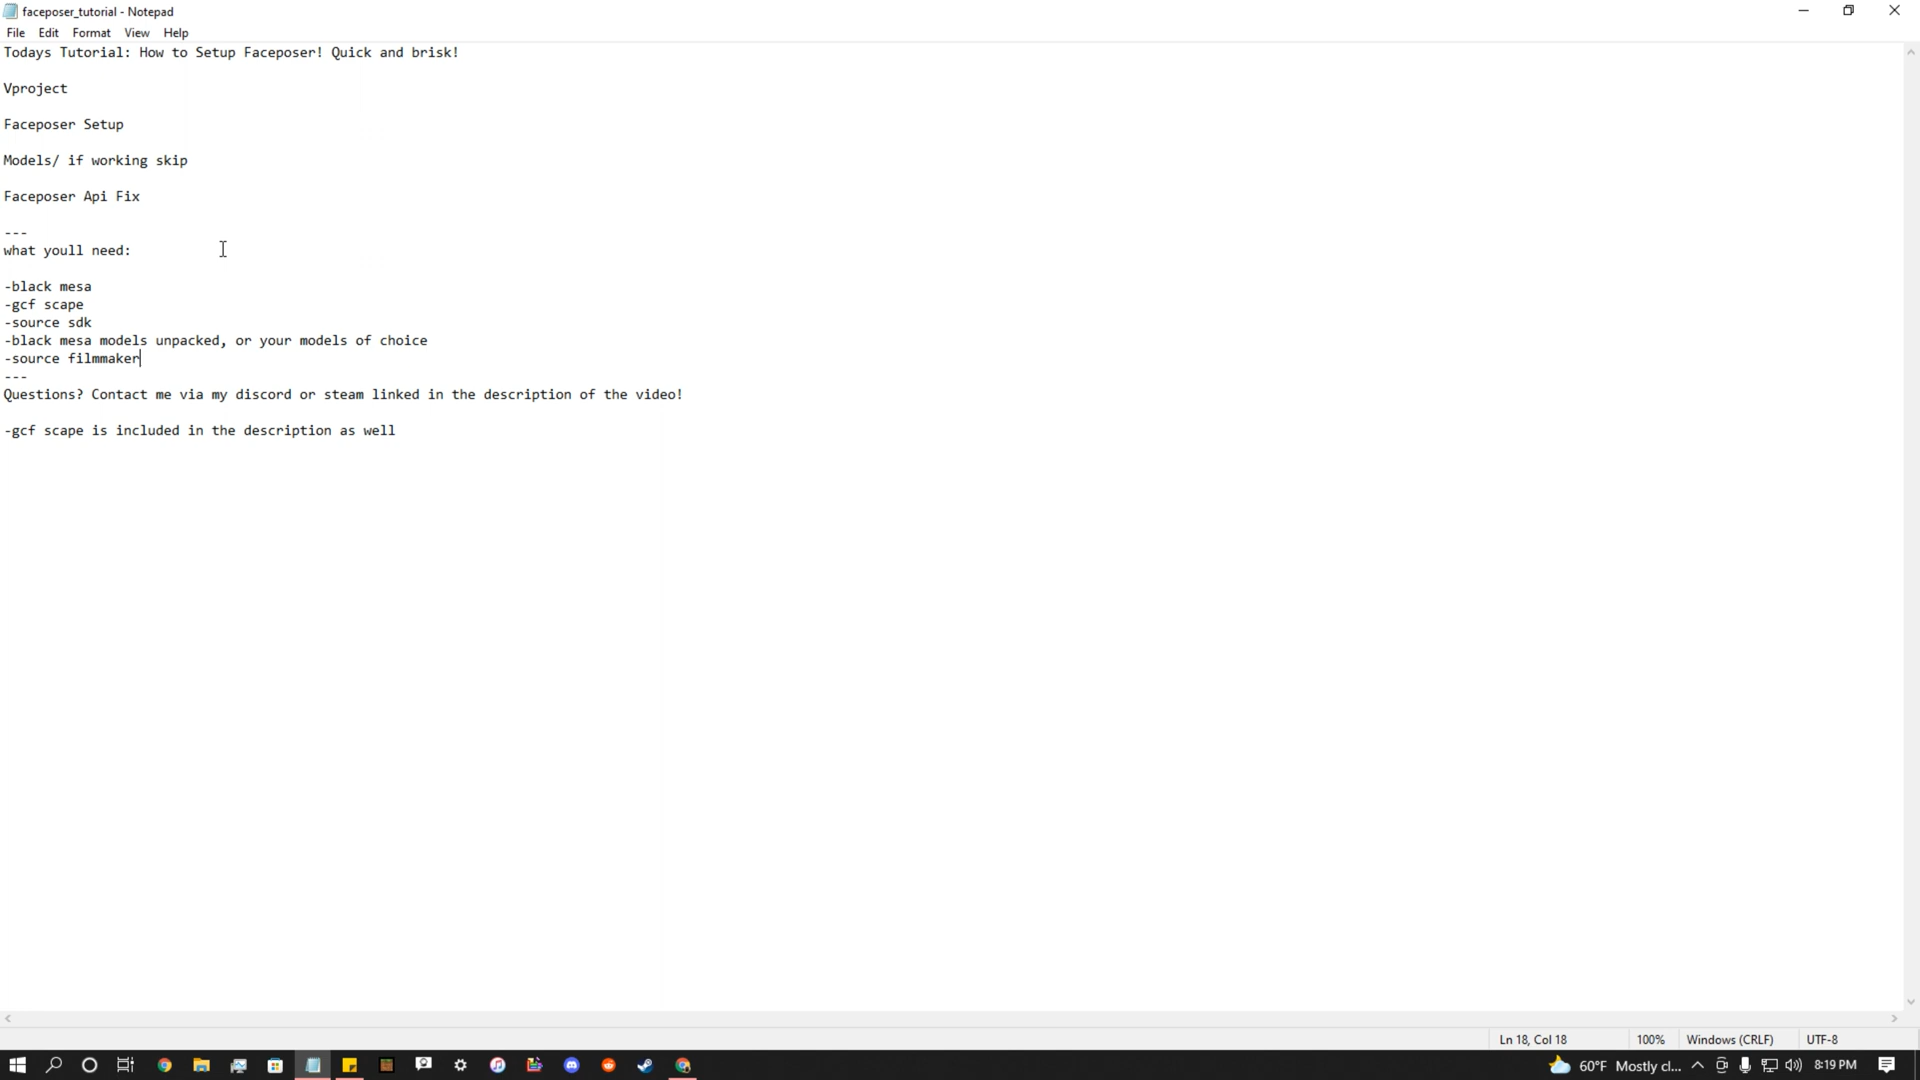 faceposer_tutorial - Notepad
File Edit Format View Help
Todays Tutorial: How to Setup Faceposer! Quick and brisk!
Vproject
Faceposer Setup
Models/ if working skip
Faceposer Api Fix
---
what youll need:
-black mesa
-gcf scape
-source sdk
-black mesa models unpacked, or your models of choice
-source filmmaker
---
Questions? Contact me via my discord or steam linked in the description of the video!
-gcf scape is included in the description as well
Ln 18, Col 18 100% Windows (CRLF) UTF-8
60°F Mostly cl... 8:19 PM